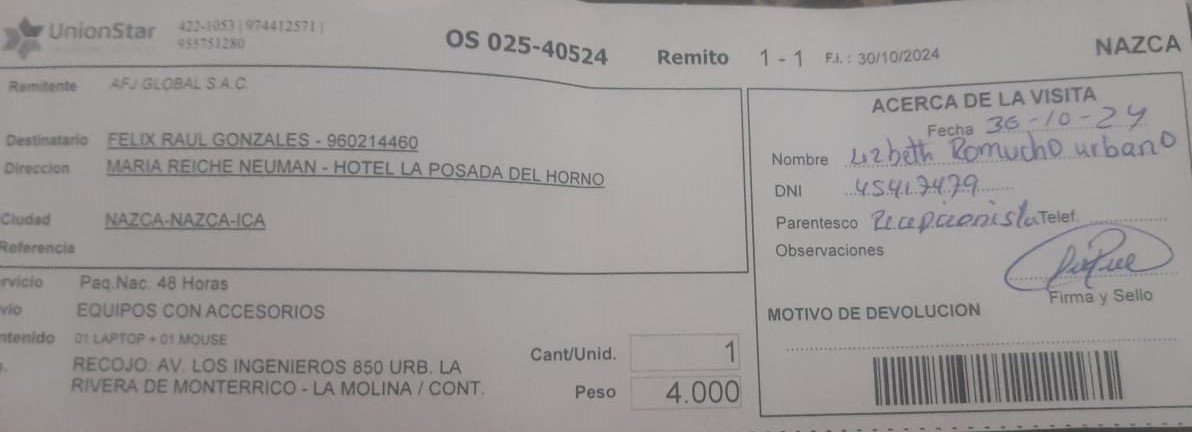 UnionStar 422-1053 | 974412571 |
955751280
OS 025-40524 Remito 1 - 1 F.I. : 30/10/2024 NAZCA
Remitente AFJ GLOBAL S.A.C.
Destinatario FELIX RAUL GONZALES - 960214460
Direccion MARIA REICHE NEUMAN - HOTEL LA POSADA DEL HORNO
Ciudad NAZCA-NAZCA-ICA
Referencia
ACERCA DE LA VISITA
Fecha 30-10-24
Nombre Lizbeth Romucho urbano
DNI 45417479
Parentesco Recepcionista Telef.
Observaciones
Firma y Sello
MOTIVO DE DEVOLUCION
rvicio Paq.Nac. 48 Horas
vio EQUIPOS CON ACCESORIOS
ntenido 01 LAPTOP + 01 MOUSE
RECOJO: AV. LOS INGENIEROS 850 URB. LA
RIVERA DE MONTERRICO - LA MOLINA / CONT.
Cant/Unid. 1
Peso 4.000